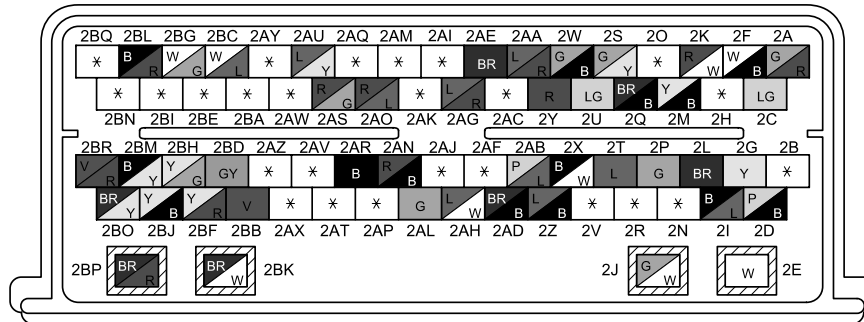 2BQ 2BL 2BG 2BC 2AY 2AU 2AQ 2AM 2AI 2AE 2AA 2W 2S 2O 2K 2F 2A
* B R W G W L * L Y * * * BR L R G B G Y * R W W B G R
* * * * * R G R L * L R * R LG BR B Y B * LG
2BN 2BI 2BE 2BA 2AW 2AS 2AO 2AK 2AG 2AC 2Y 2U 2Q 2M 2H 2C
2BR 2BM 2BH 2BD 2AZ 2AV 2AR 2AN 2AJ 2AF 2AB 2X 2T 2P 2L 2G 2B
V R B Y Y G GY * * B R B * * P L B W L G BR Y *
BR Y Y B Y R V * * * G L W BR B L B * * * B L P B
2BO 2BJ 2BF 2BB 2AX 2AT 2AP 2AL 2AH 2AD 2Z 2V 2R 2N 2I 2D
2BP BR R BR W 2BK 2J G W W 2E